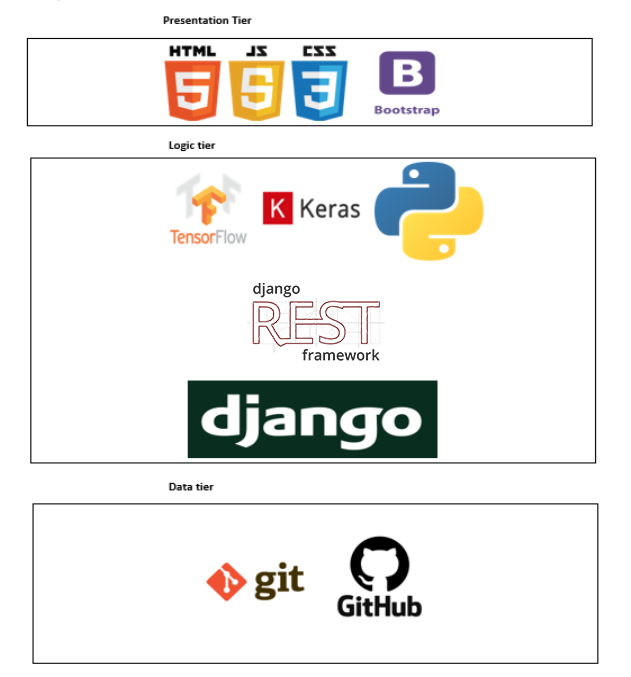 Presentation Tier
HTML JS CSS
5 5 3 B
Bootstrap
Logic tier
TF
TensorFlow
K Keras
django
REST
framework
django
Data tier
git
GitHub